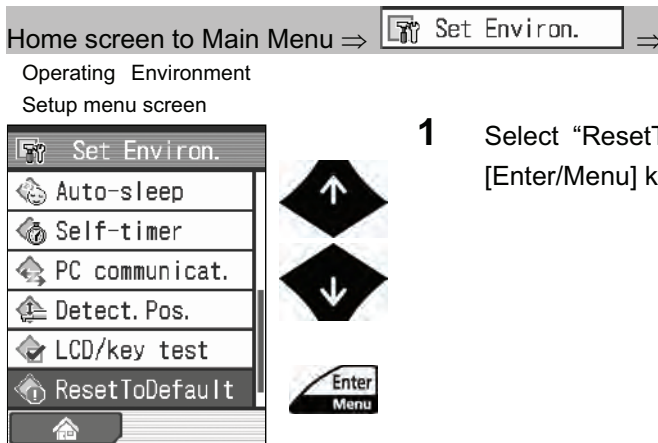 Home screen to Main Menu ⇒ Set Environ. ⇒
Operating Environment
Setup menu screen
Set Environ.
Auto-sleep
Self-timer
PC communicat.
Detect. Pos.
LCD/key test
ResetToDefault
Enter
Menu
1 Select “ResetT
[Enter/Menu] k